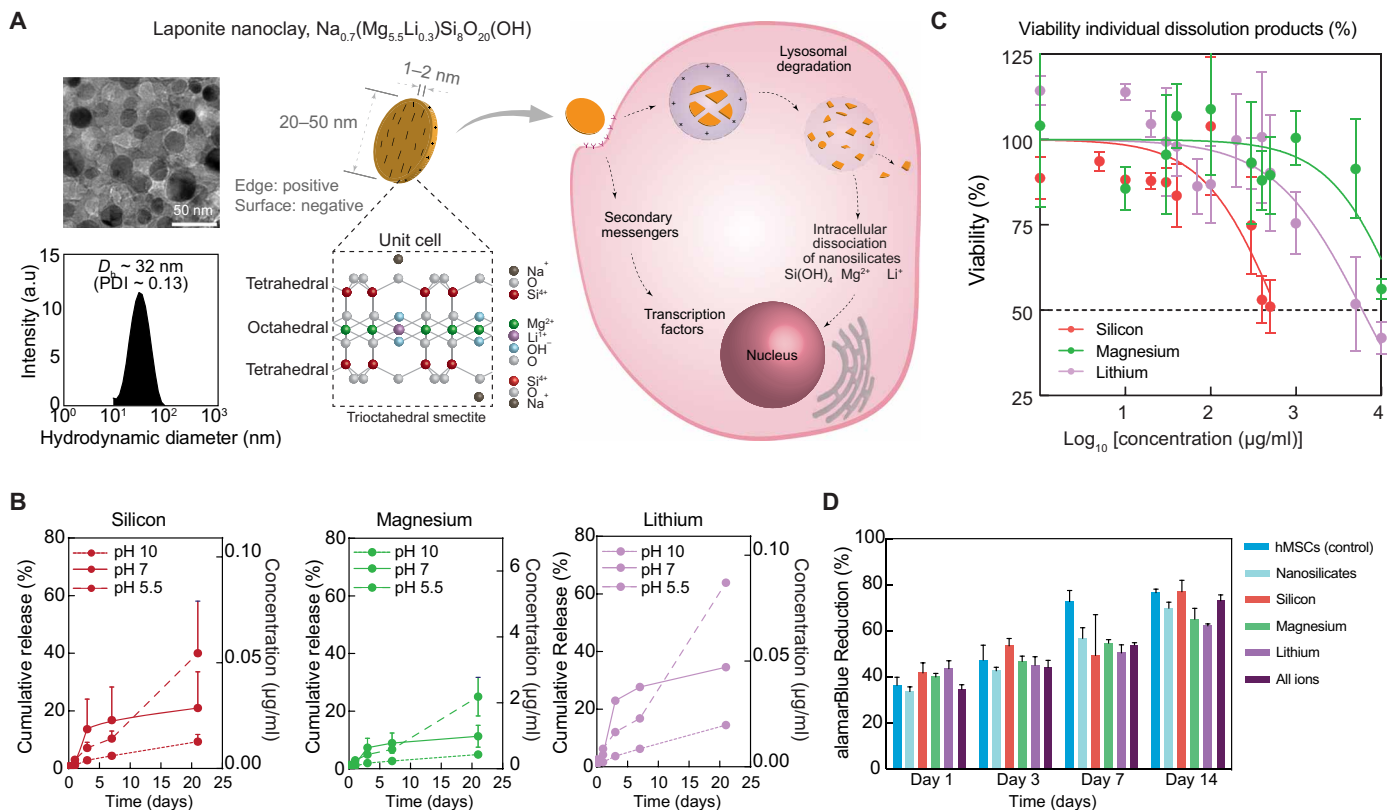 A
Laponite nanoclay, Na0.7(Mg5.5Li0.3)Si8O20(OH)
50 nm
1–2 nm
20–50 nm
Edge: positive
Surface: negative
Dh ~ 32 nm
(PDI ~ 0.13)
Intensity (a.u)
15
10
5
0
10^0 10^1 10^2 10^3
Hydrodynamic diameter (nm)
Unit cell
Tetrahedral
Octahedral
Tetrahedral
Na+
O
Si4+
Mg2+
Li1+
OH−
O
Si4+
O
Na+
Trioctahedral smectite
Lysosomal
degradation
Secondary
messengers
Transcription
factors
Intracellular
dissociation
of nanosilicates
Si(OH)4 Mg2+ Li+
Nucleus
C
Viability individual dissolution products (%)
Viability (%)
125
100
75
50
25
Silicon
Magnesium
Lithium
1 2 3 4
Log10 [concentration (µg/ml)]
B
Silicon
Cumulative release (%)
80
60
40
20
0
pH 10
pH 7
pH 5.5
0.10
0.05
0.00
Concentration (µg/ml)
0 5 10 15 20 25
Time (days)
Magnesium
Cumulative release (%)
80
60
40
20
0
pH 10
pH 7
pH 5.5
6
4
2
0
Concentration (µg/ml)
0 5 10 15 20 25
Time (days)
Lithium
Cumulative Release (%)
80
60
40
20
0
pH 10
pH 7
pH 5.5
0.10
0.05
0.00
Concentration (µg/ml)
0 5 10 15 20 25
Time (days)
D
alamarBlue Reduction (%)
100
80
60
40
20
0
Day 1 Day 3 Day 7 Day 14
Time (days)
hMSCs (control)
Nanosilicates
Silicon
Magnesium
Lithium
All ions